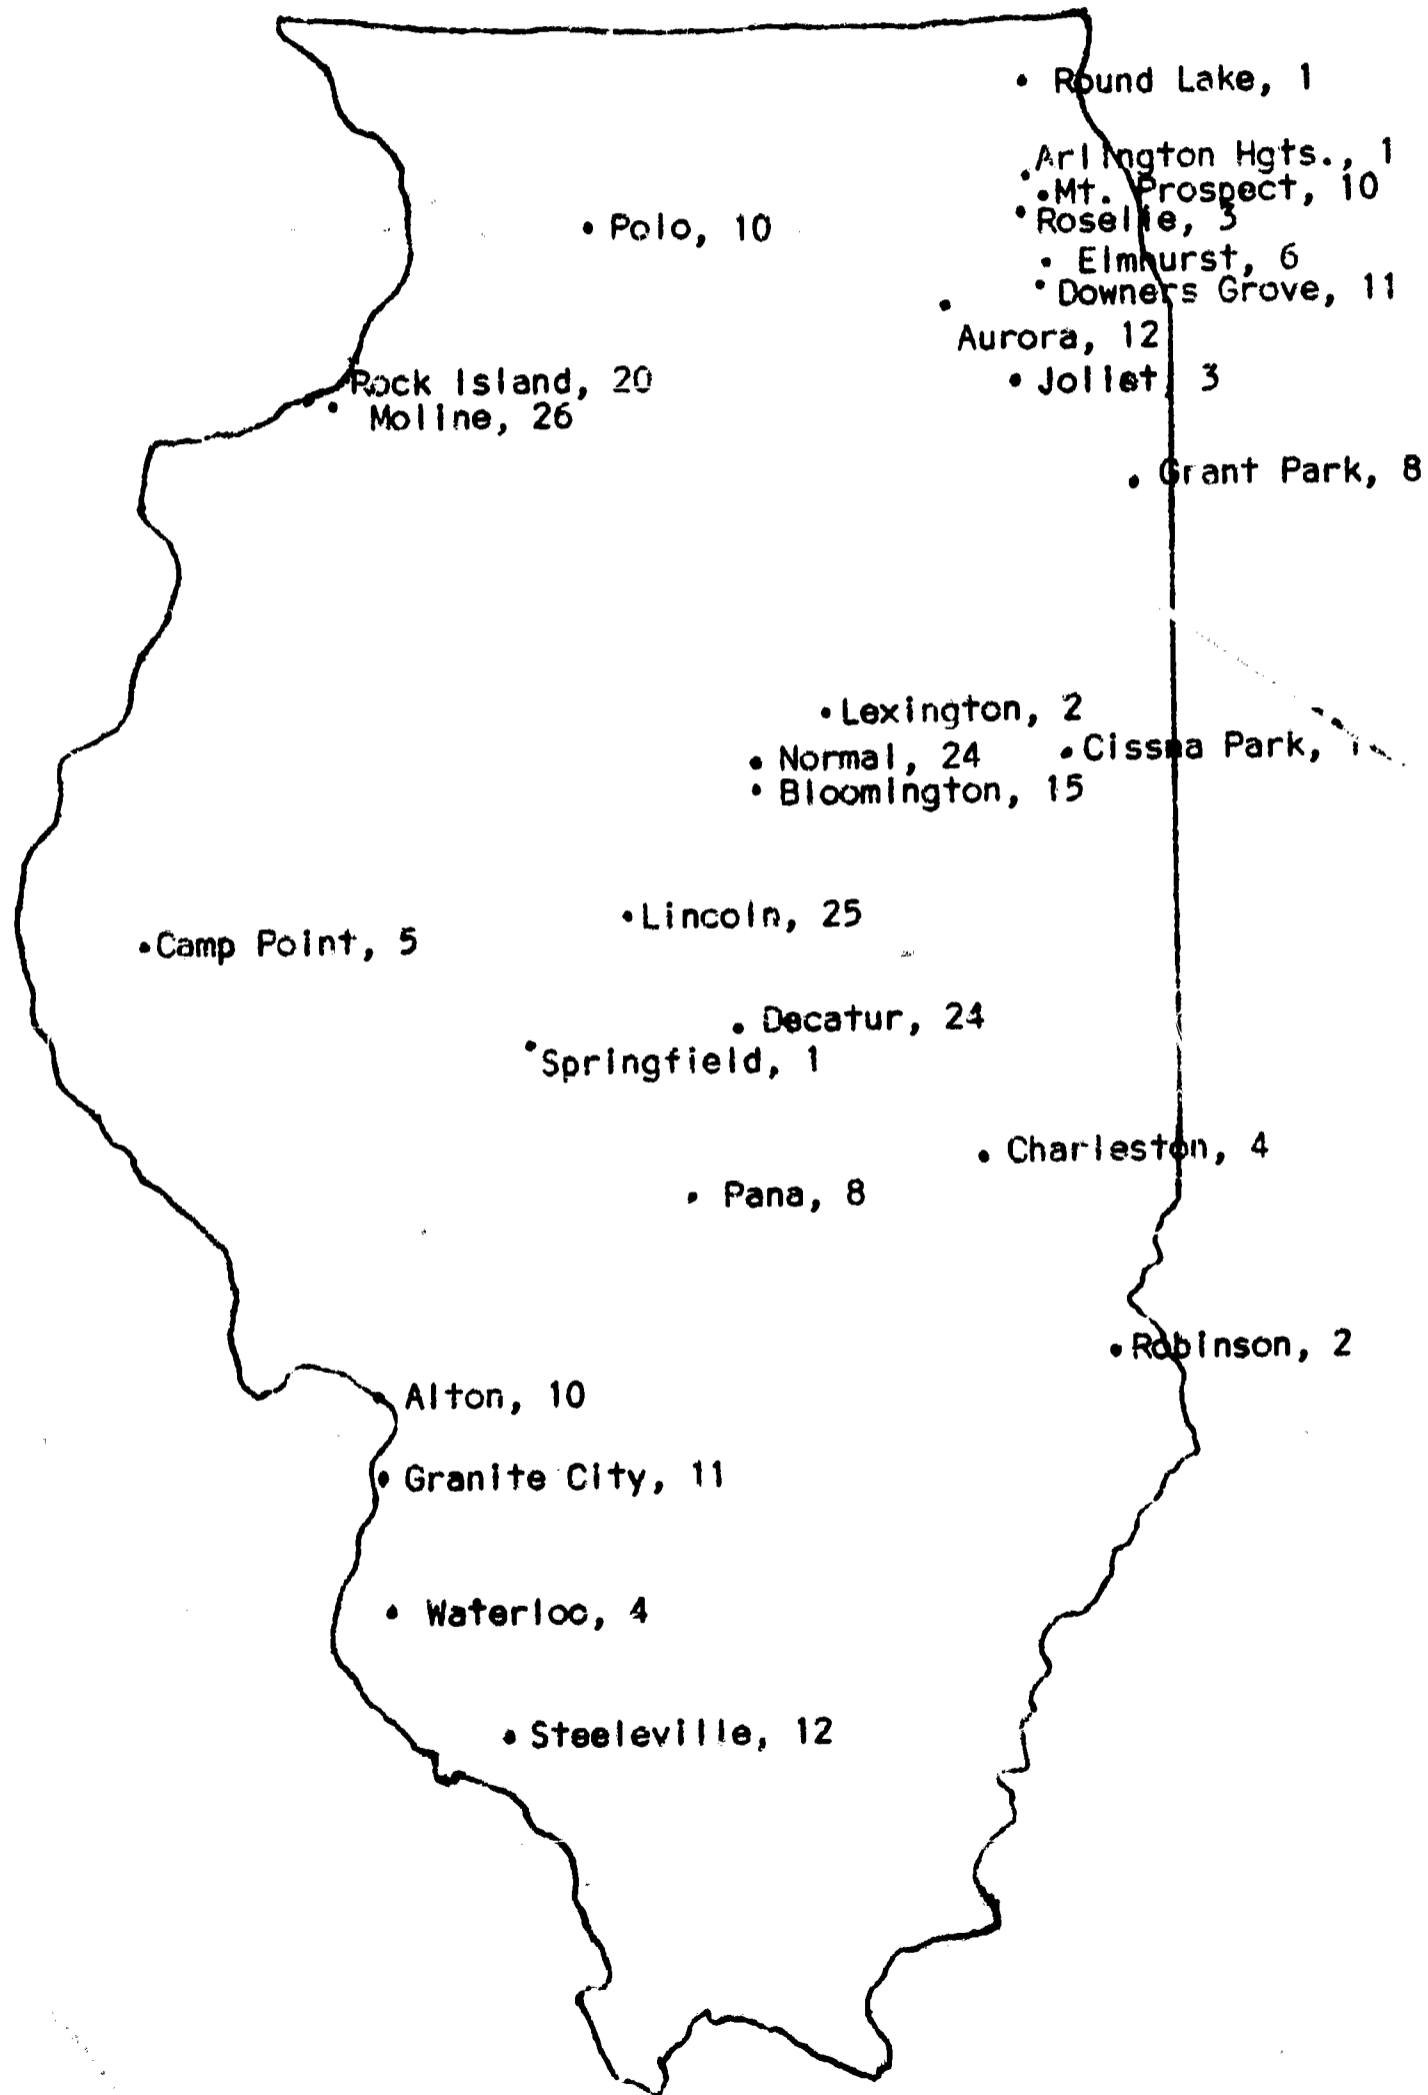 Round Lake, 1
Arlington Hgts., 1
Mt. Prospect, 10
Roselle, 3
Polo, 10
Elmhurst, 6
Downers Grove, 11
Aurora, 12
Rock Island, 20
Joliet, 3
Moline, 26
Grant Park, 8
Lexington, 2
Normal, 24
Cissna Park,
Bloomington, 15
Lincoln, 25
Camp Point, 5
Decatur, 24
Springfield, 1
Charleston, 4
Pana, 8
Robinson, 2
Alton, 10
Granite City, 11
Waterloo, 4
Steeleville, 12